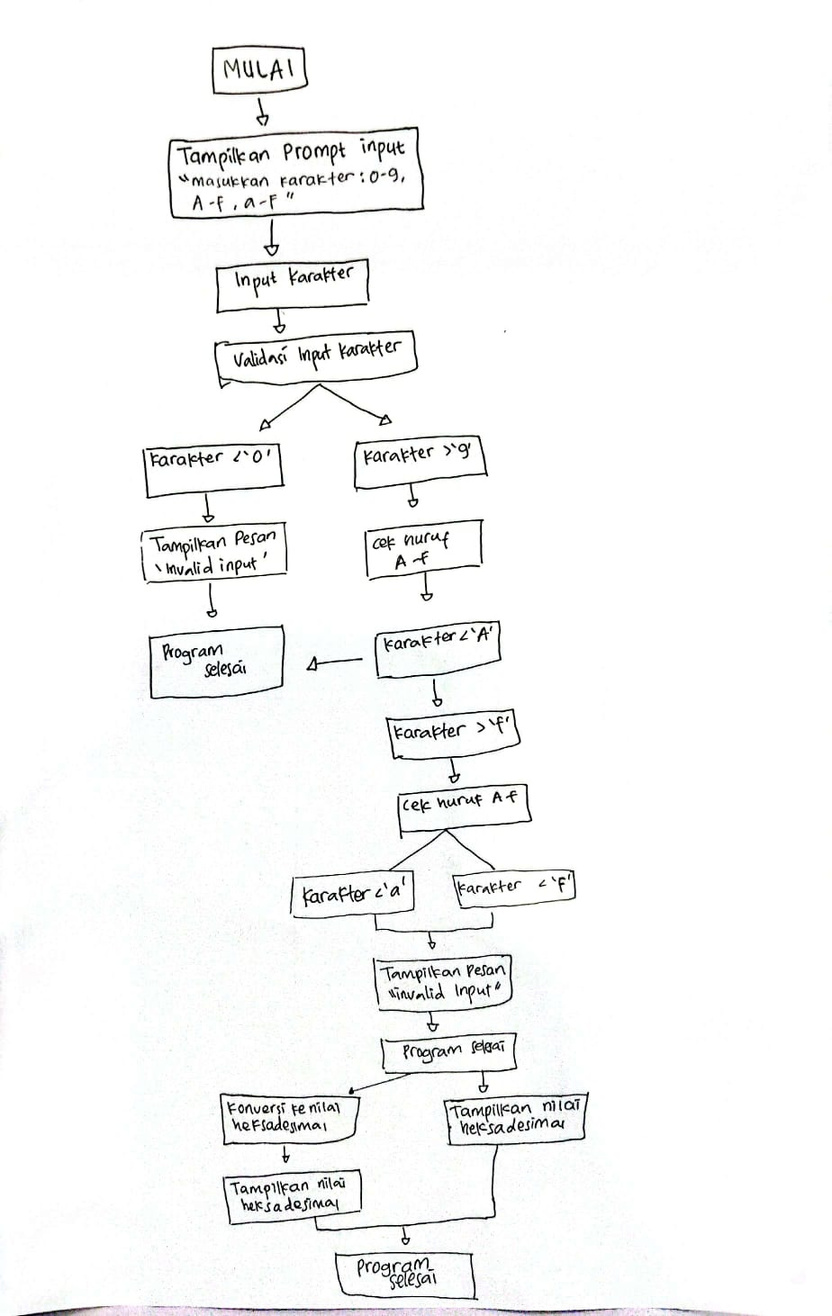 MULAI
Tampilkan Prompt input
"masukkan karakter : 0-9,
A-f, a-F"
Input Karakter
Validasi Input Karakter
Karakter <'0'
Karakter >'9'
Tampilkan Pesan
'invalid input'
cek huruf
A-f
Program
selesai
Karakter<'A'
Karakter >'f'
Cek huruf A-f
Karakter<'a'
Karakter <'F'
Tampilkan Pesan
"invalid Input"
Program selesai
Konversi ke nilai
heksadesimal
Tampilkan nilai
heksadesimal
Tampilkan nilai
heksadesimal
Program
selesai